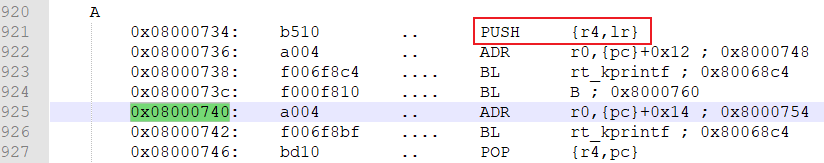 920 A
921 0x08000734: b510 .. PUSH {r4,lr}
922 0x08000736: a004 .. ADR r0,{pc}+0x12 ; 0x8000748
923 0x08000738: f006f8c4 .... BL rt_kprintf ; 0x80068c4
924 0x0800073c: f000f810 .... BL B ; 0x8000760
925 0x08000740: a004 .. ADR r0,{pc}+0x14 ; 0x8000754
926 0x08000742: f006f8bf .... BL rt_kprintf ; 0x80068c4
927 0x08000746: bd10 .. POP {r4,pc}